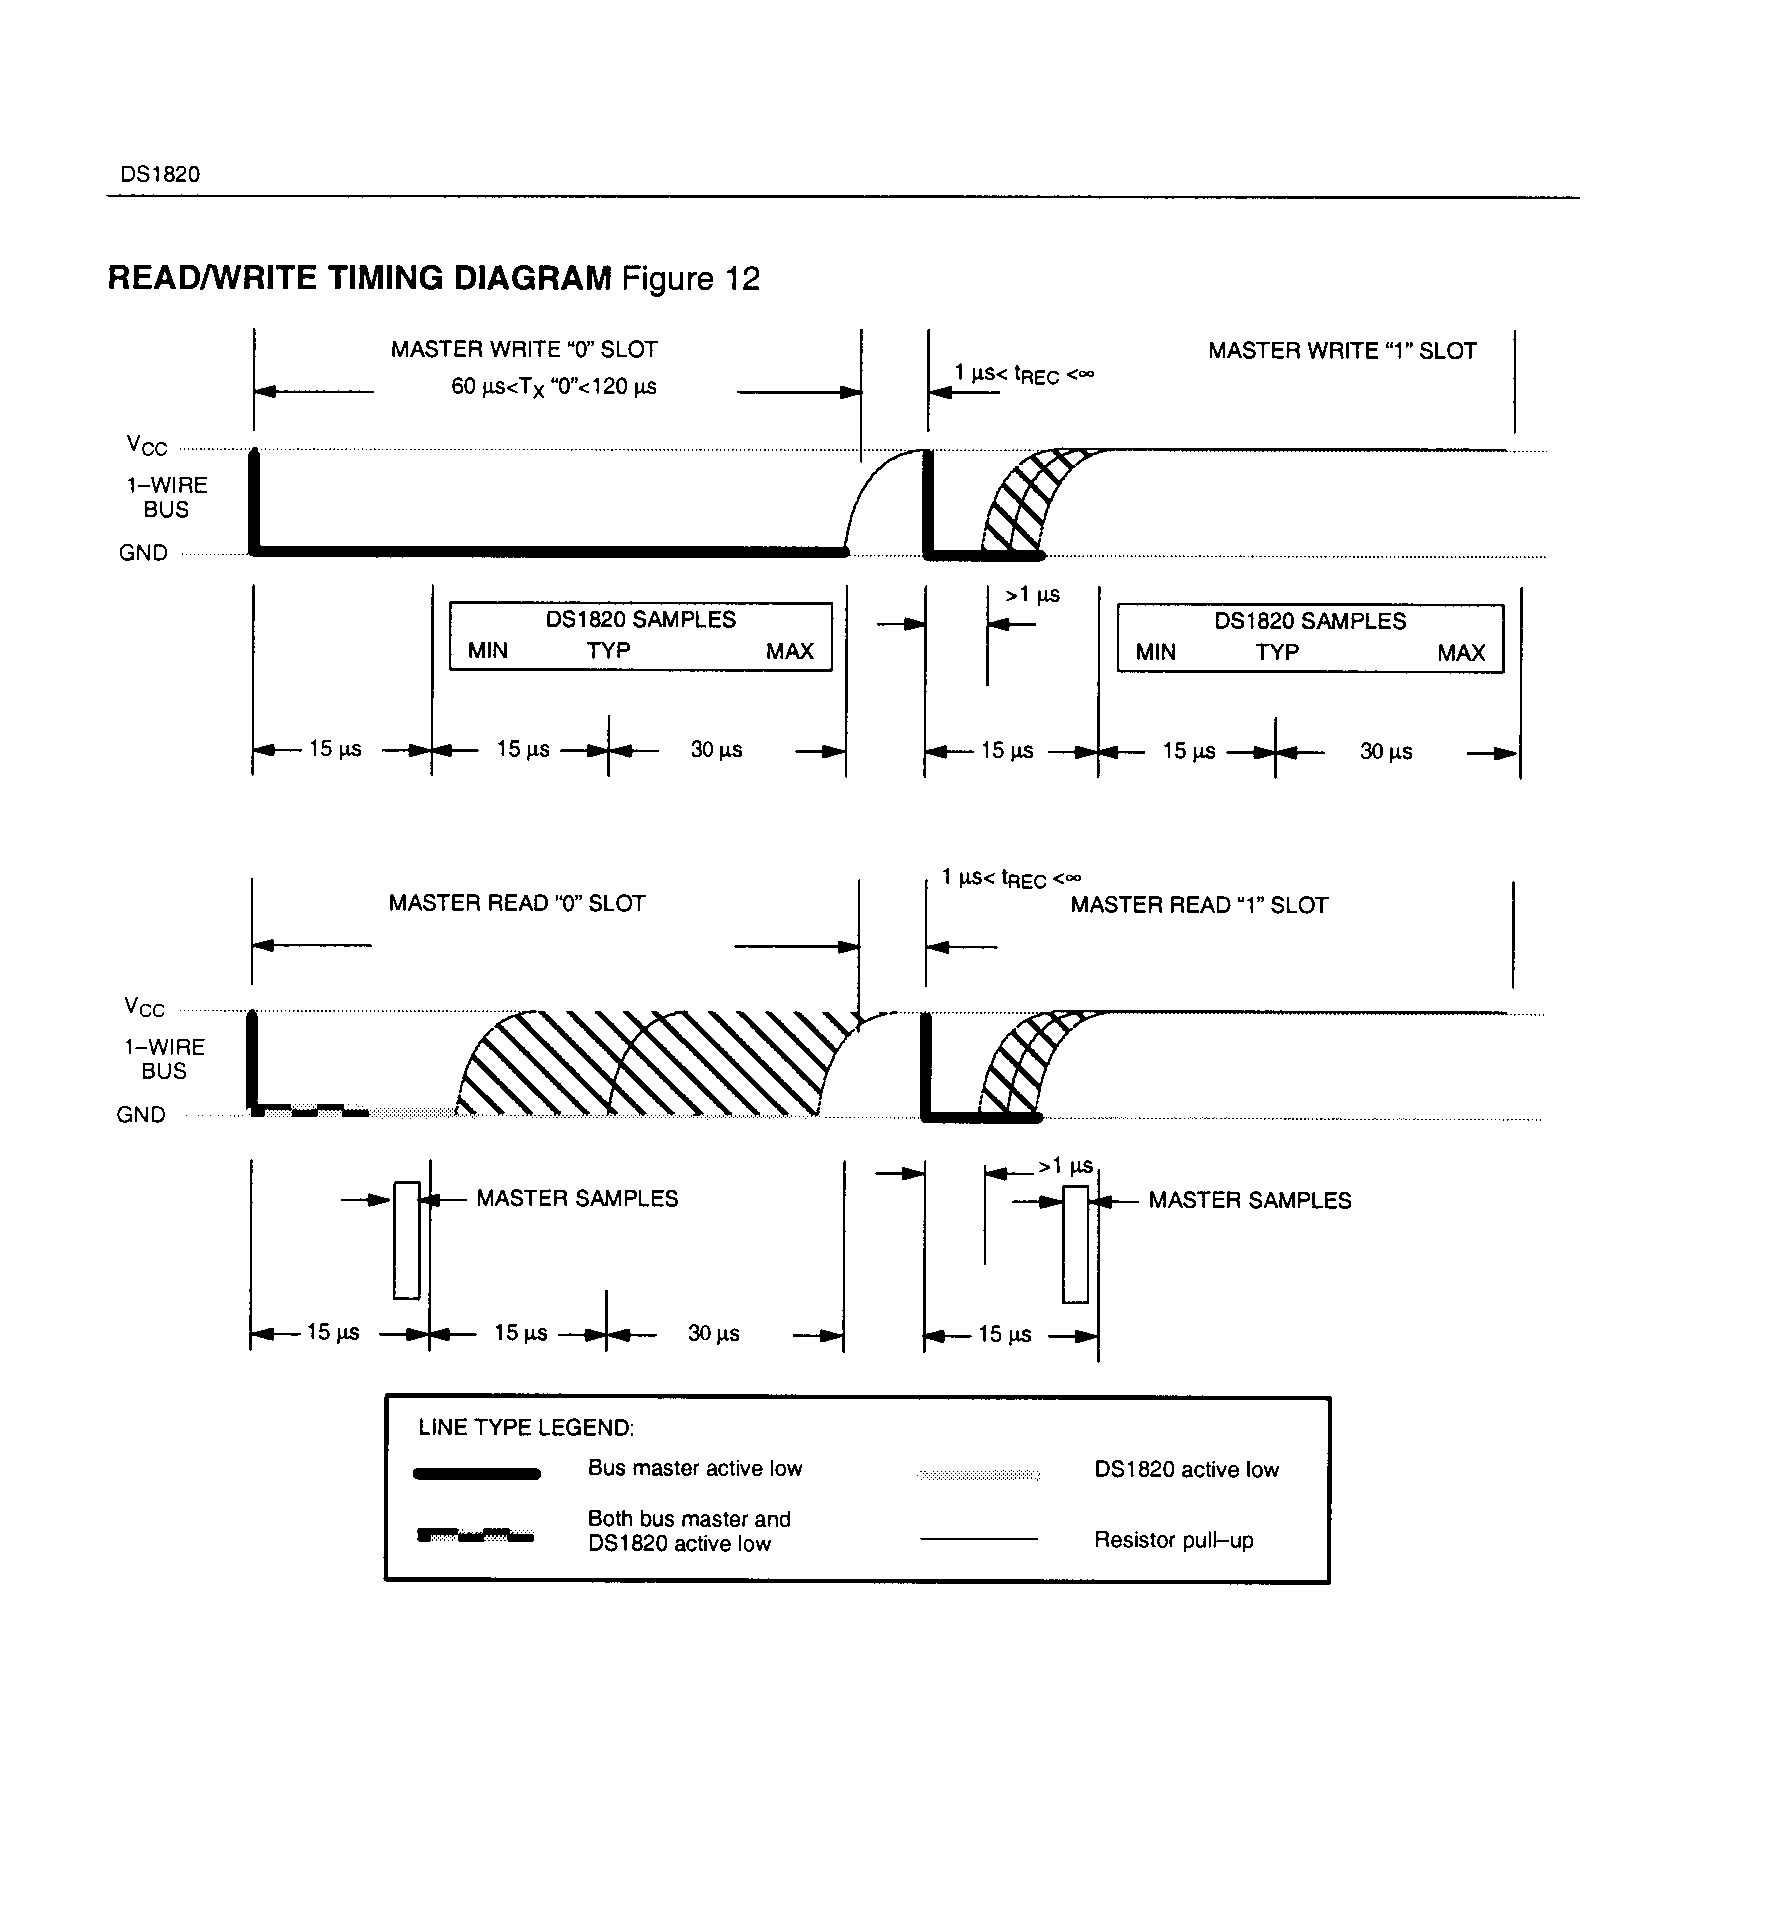 DS1820
READ/WRITE TIMING DIAGRAM Figure 12
MASTER WRITE “0” SLOT
MASTER WRITE “1” SLOT
60 µs<TX “0”<120 µs
1 µs< tREC <∞
VCC
1–WIRE
BUS
GND
>1 µs
DS1820 SAMPLES
MIN TYP MAX
DS1820 SAMPLES
MIN TYP MAX
15 µs 15 µs 30 µs 15 µs 15 µs 30 µs
1 µs< tREC <∞
MASTER READ “0” SLOT
MASTER READ “1” SLOT
VCC
1–WIRE
BUS
GND
>1 µs
MASTER SAMPLES
MASTER SAMPLES
15 µs 15 µs 30 µs 15 µs
LINE TYPE LEGEND:
Bus master active low
DS1820 active low
Both bus master and
DS1820 active low
Resistor pull–up